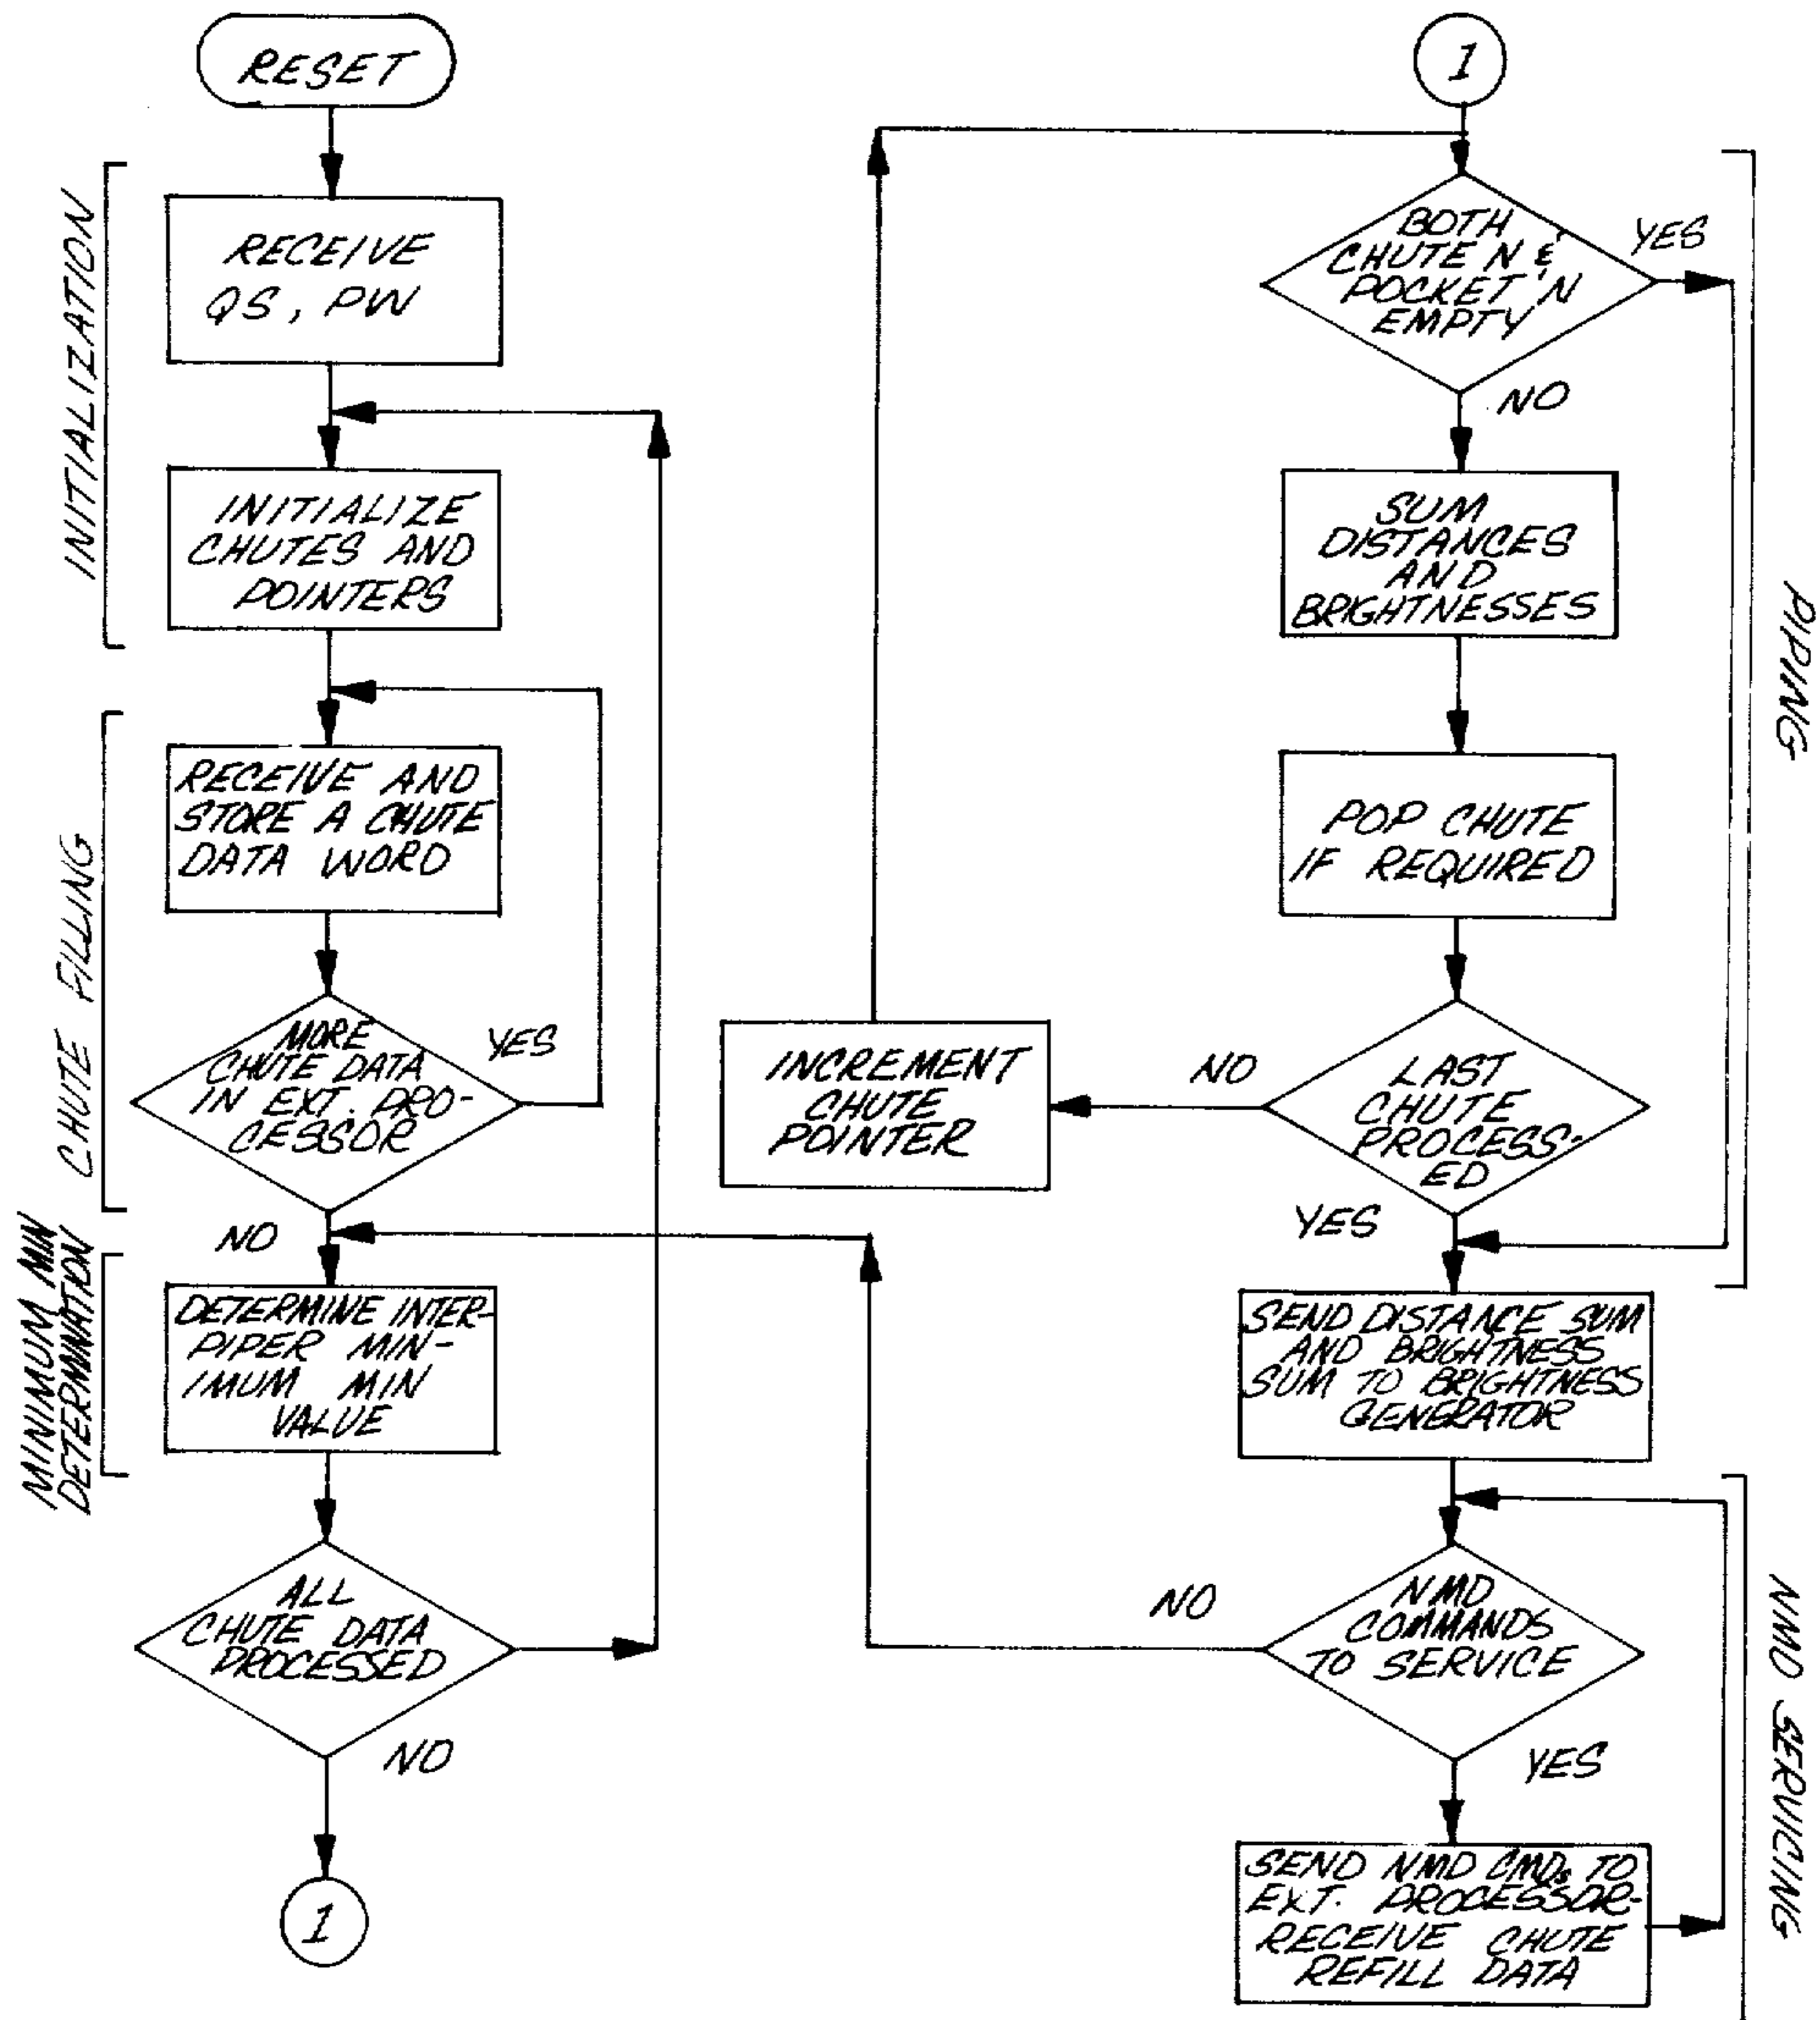 RESET
INITIALIZATION
RECEIVE
QS, PW
INITIALIZE
CHUTES AND
POINTERS
CHUTE FILLING
RECEIVE AND
STORE A CHUTE
DATA WORD
MORE
CHUTE DATA
IN EXT. PRO-
CESSOR
YES
NO
MINIMUM MIN
DETERMINATION
DETERMINE INTER-
PIPER MIN-
IMUM MIN
VALUE
ALL
CHUTE DATA
PROCESSED
NO
1
1
PIPING
BOTH
CHUTE N &
POCKET N
EMPTY
YES
NO
SUM
DISTANCES
AND
BRIGHTNESSES
POP CHUTE
IF REQUIRED
LAST
CHUTE
PROCESS-
ED
NO
INCREMENT
CHUTE
POINTER
YES
SEND DISTANCE SUM
AND BRIGHTNESS
SUM TO BRIGHTNESS
GENERATOR
NMD SERVICING
NMD
COMMANDS
TO SERVICE
NO
YES
SEND NMD CMDs TO
EXT. PROCESSOR-
RECEIVE CHUTE
REFILL DATA